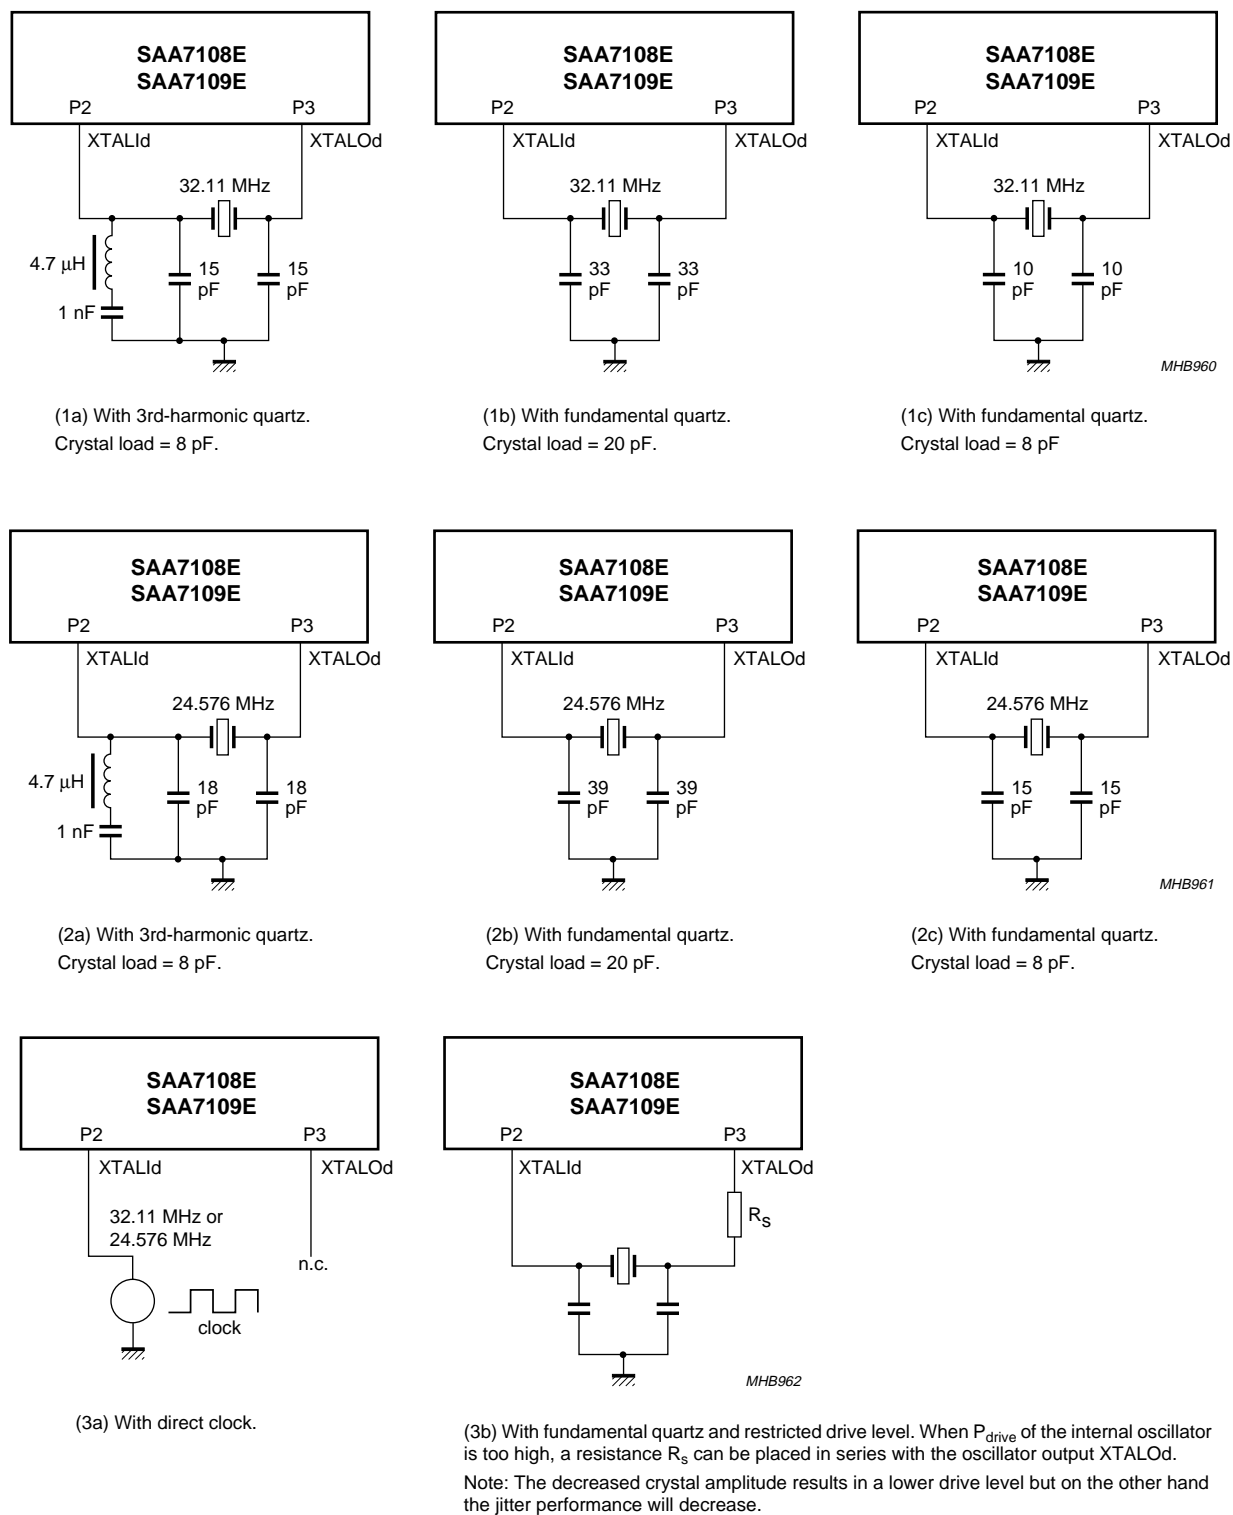 SAA7108E
SAA7109E
P2 P3
XTALId XTALOd
32.11 MHz
4.7 μH
15 pF
15 pF
1 nF
(1a) With 3rd-harmonic quartz.
Crystal load = 8 pF.
SAA7108E
SAA7109E
P2 P3
XTALId XTALOd
32.11 MHz
33 pF
33 pF
(1b) With fundamental quartz.
Crystal load = 20 pF.
SAA7108E
SAA7109E
P2 P3
XTALId XTALOd
32.11 MHz
10 pF
10 pF
MHB960
(1c) With fundamental quartz.
Crystal load = 8 pF
SAA7108E
SAA7109E
P2 P3
XTALId XTALOd
24.576 MHz
4.7 μH
18 pF
18 pF
1 nF
(2a) With 3rd-harmonic quartz.
Crystal load = 8 pF.
SAA7108E
SAA7109E
P2 P3
XTALId XTALOd
24.576 MHz
39 pF
39 pF
(2b) With fundamental quartz.
Crystal load = 20 pF.
SAA7108E
SAA7109E
P2 P3
XTALId XTALOd
24.576 MHz
15 pF
15 pF
MHB961
(2c) With fundamental quartz.
Crystal load = 8 pF.
SAA7108E
SAA7109E
P2 P3
XTALId XTALOd
32.11 MHz or
24.576 MHz
n.c.
clock
(3a) With direct clock.
SAA7108E
SAA7109E
P2 P3
XTALId XTALOd
Rs
MHB962
(3b) With fundamental quartz and restricted drive level. When Pdrive of the internal oscillator
is too high, a resistance Rs can be placed in series with the oscillator output XTALOd.
Note: The decreased crystal amplitude results in a lower drive level but on the other hand
the jitter performance will decrease.